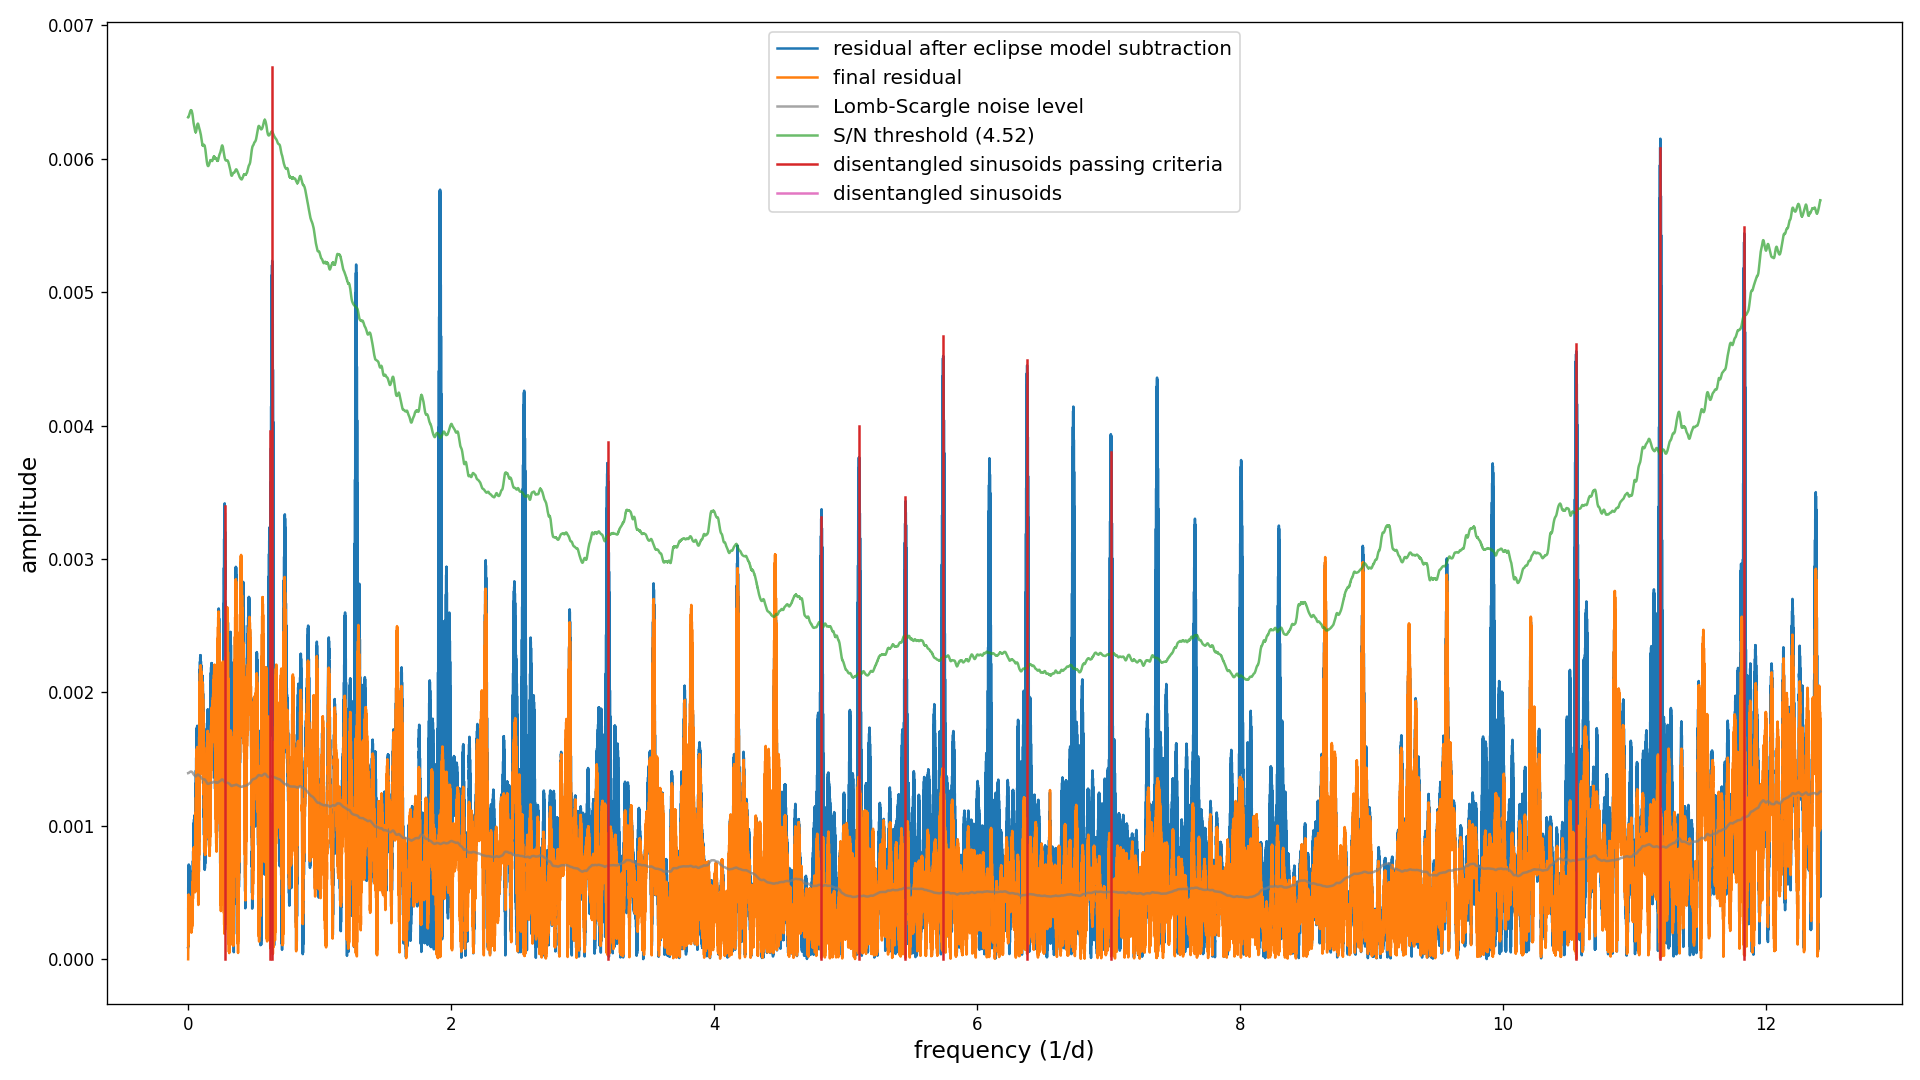 0.007
0.006
0.005
0.004
0.003
0.002
0.001
0.000
amplitude
residual after eclipse model subtraction
final residual
Lomb-Scargle noise level
S/N threshold (4.52)
disentangled sinusoids passing criteria
disentangled sinusoids
0 2 4 6 8 10 12
frequency (1/d)